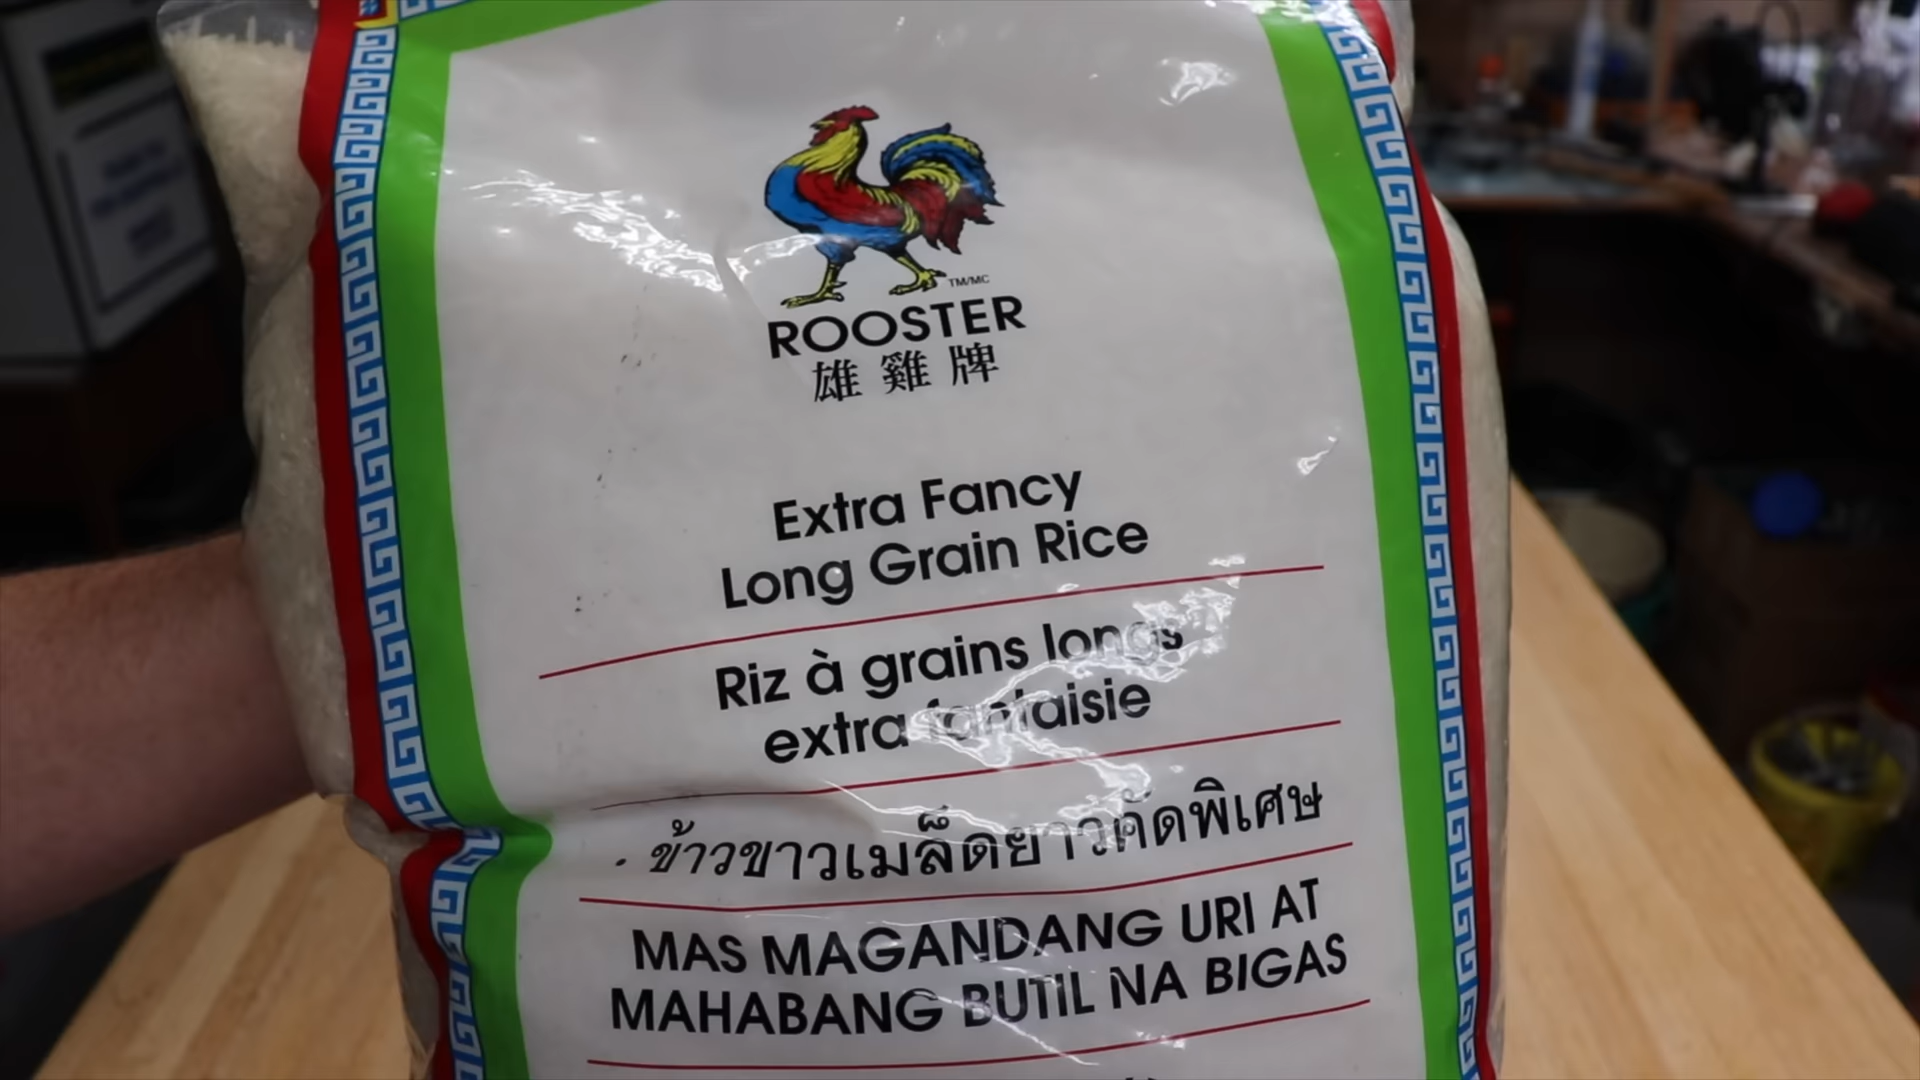 TM/MC
ROOSTER
雄雞牌
Extra Fancy
Long Grain Rice
Riz à grains longs
extra fantaisie
ข้าวขาวเมล็ดยาวคัดพิเศษ
MAS MAGANDANG URI AT
MAHABANG BUTIL NA BIGAS